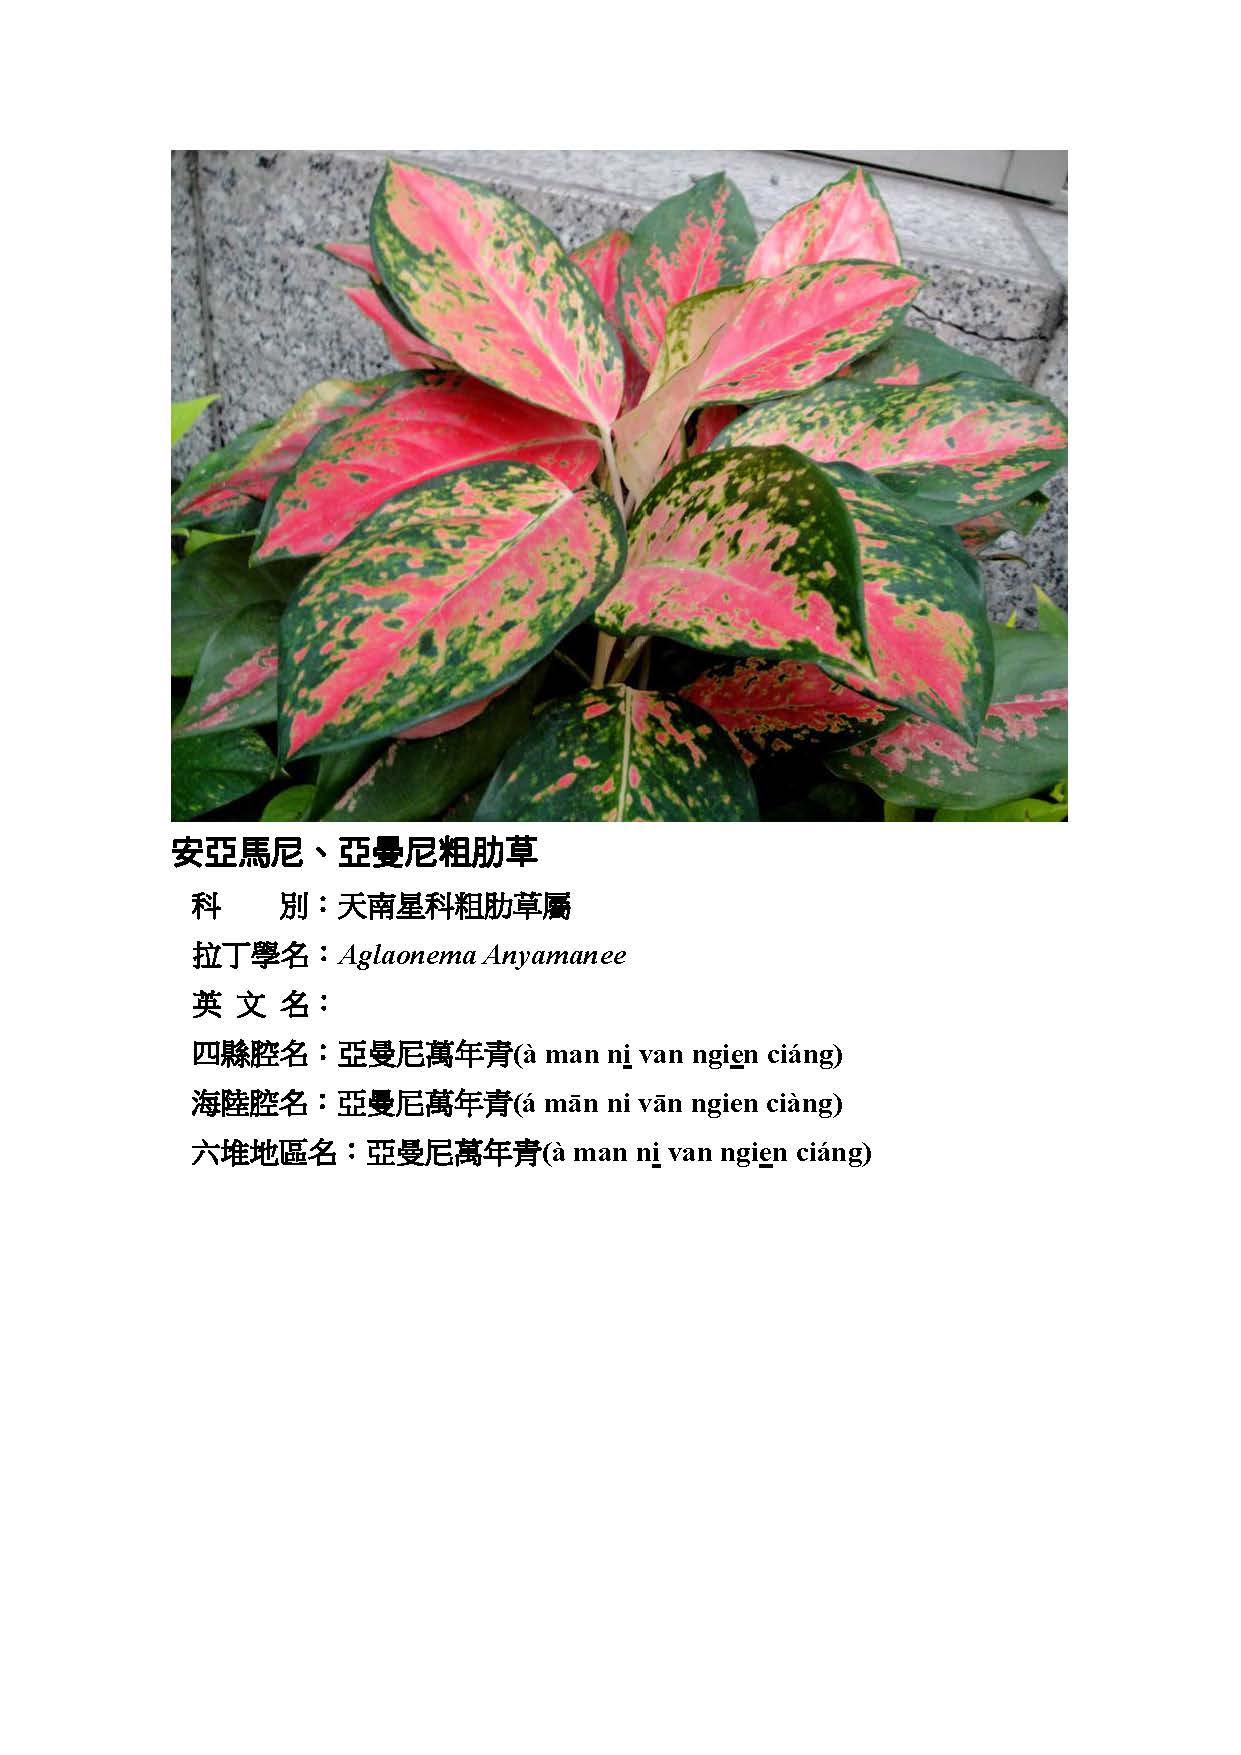 安亞馬尼、亞曼尼粗肋草
科　　別：天南星科粗肋草屬
拉丁學名：Aglaonema Anyamanee
英 文 名：
四縣腔名：亞曼尼萬年青(à man ni van ngien ciáng)
海陸腔名：亞曼尼萬年青(á mān ni vān ngien ciàng)
六堆地區名：亞曼尼萬年青(à man ni van ngien ciáng)